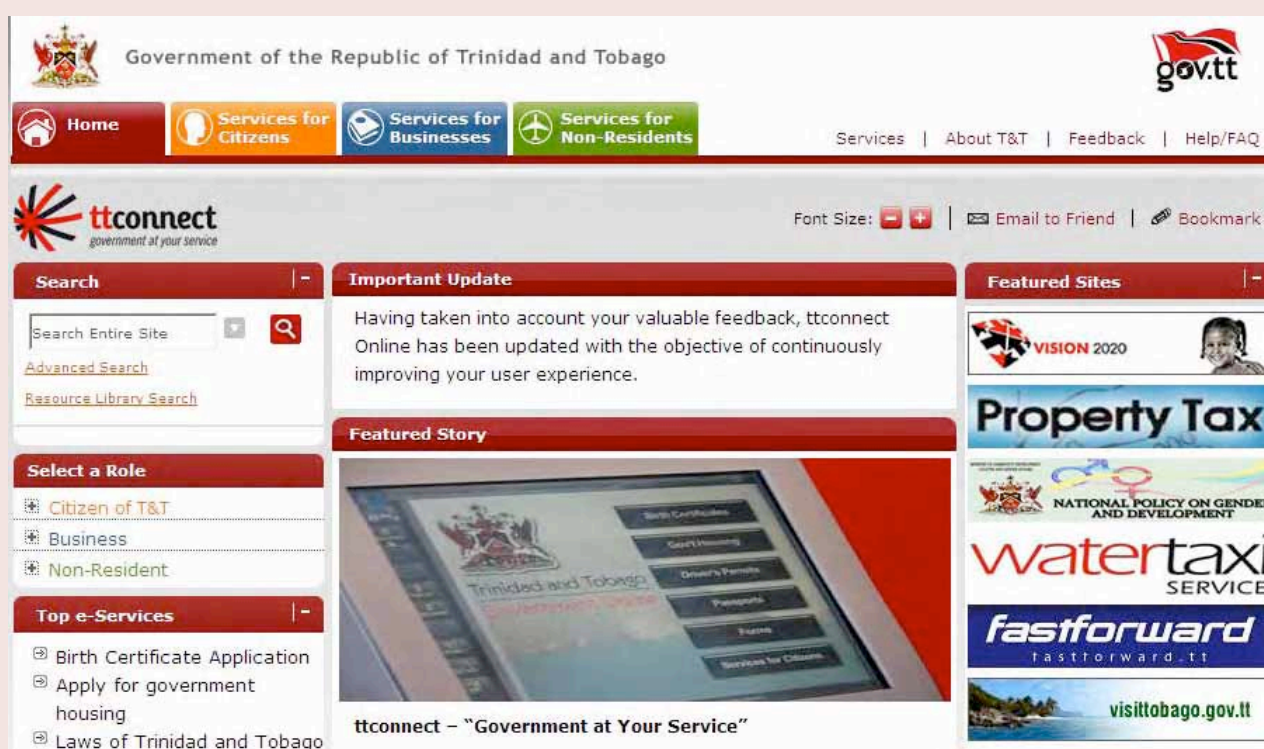 Government of the Republic of Trinidad and Tobago
gov.tt
Home
Services for
Citizens
Services for
Businesses
Services for
Non-Residents
Services | About T&T | Feedback | Help/FAQ
ttconnect
government at your service
Font Size: - + | Email to Friend | Bookmark
Search
Search Entire Site
Advanced Search
Resource Library Search
Select a Role
Citizen of T&T
Business
Non-Resident
Top e-Services
Birth Certificate Application
Apply for government
housing
Laws of Trinidad and Tobago
Important Update
Having taken into account your valuable feedback, ttconnect
Online has been updated with the objective of continuously
improving your user experience.
Featured Story
Trinidad and Tobago
Birth Certificates
Gov't Housing
Driver's Permits
Passports
Forms
Services for Citizens
ttconnect – “Government at Your Service”
Featured Sites
VISION 2020
Property Tax
NATIONAL POLICY ON GENDER
AND DEVELOPMENT
watertaxi
SERVICE
fastforward
fastforward.tt
visittobago.gov.tt